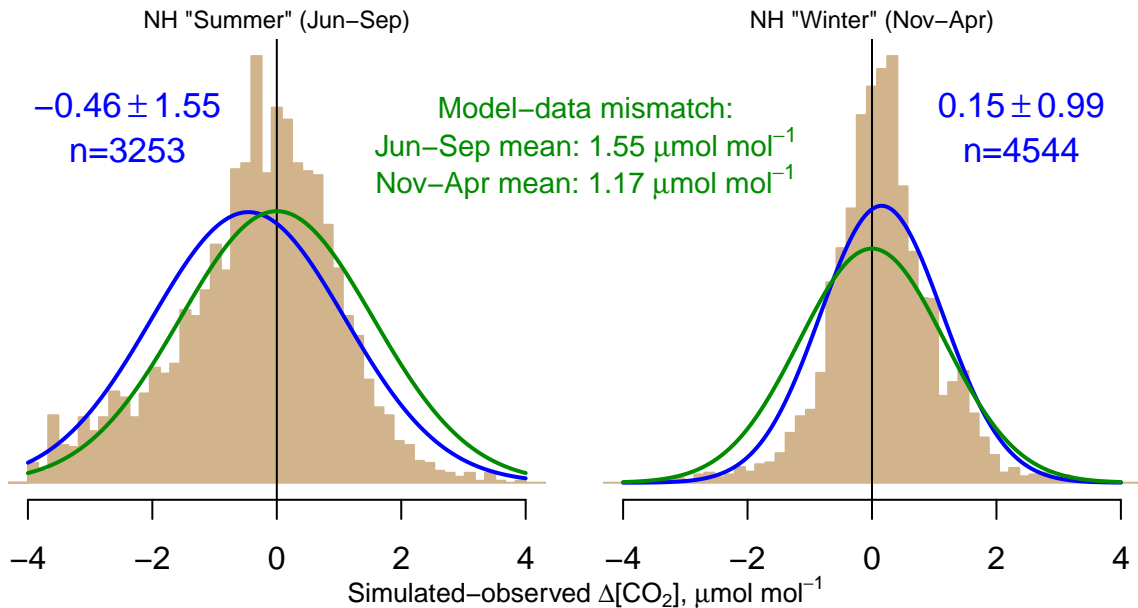 NH "Summer" (Jun−Sep)
−0.46 ± 1.55
n=3253
Model−data mismatch:
Jun−Sep mean: 1.55 μmol mol⁻¹
Nov−Apr mean: 1.17 μmol mol⁻¹
NH "Winter" (Nov−Apr)
0.15 ± 0.99
n=4544
−4 −2 0 2 4
−4 −2 0 2 4
Simulated−observed Δ[CO₂], μmol mol⁻¹